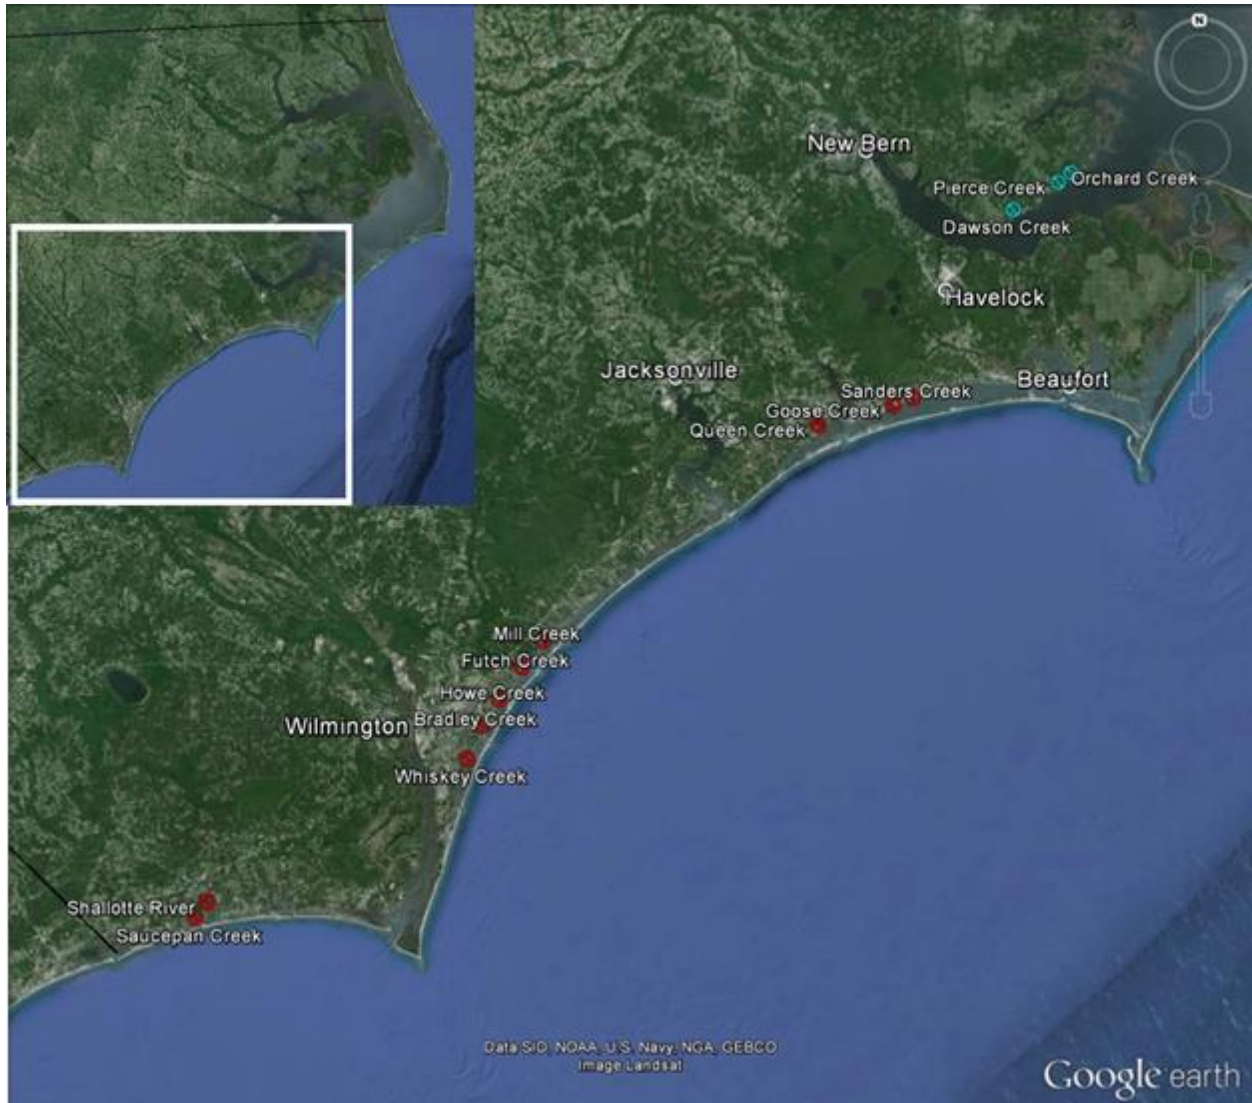 N
New Bern
Pierce Creek
Orchard Creek
Dawson Creek
Havelock
Jacksonville
Beaufort
Sanders Creek
Goose Creek
Queen Creek
Mill Creek
Futch Creek
Howe Creek
Wilmington
Bradley Creek
Whiskey Creek
Shallotte River
Saucepan Creek
Data SIO, NOAA, U.S. Navy, NGA, GEBCO
Image Landsat
Google earth